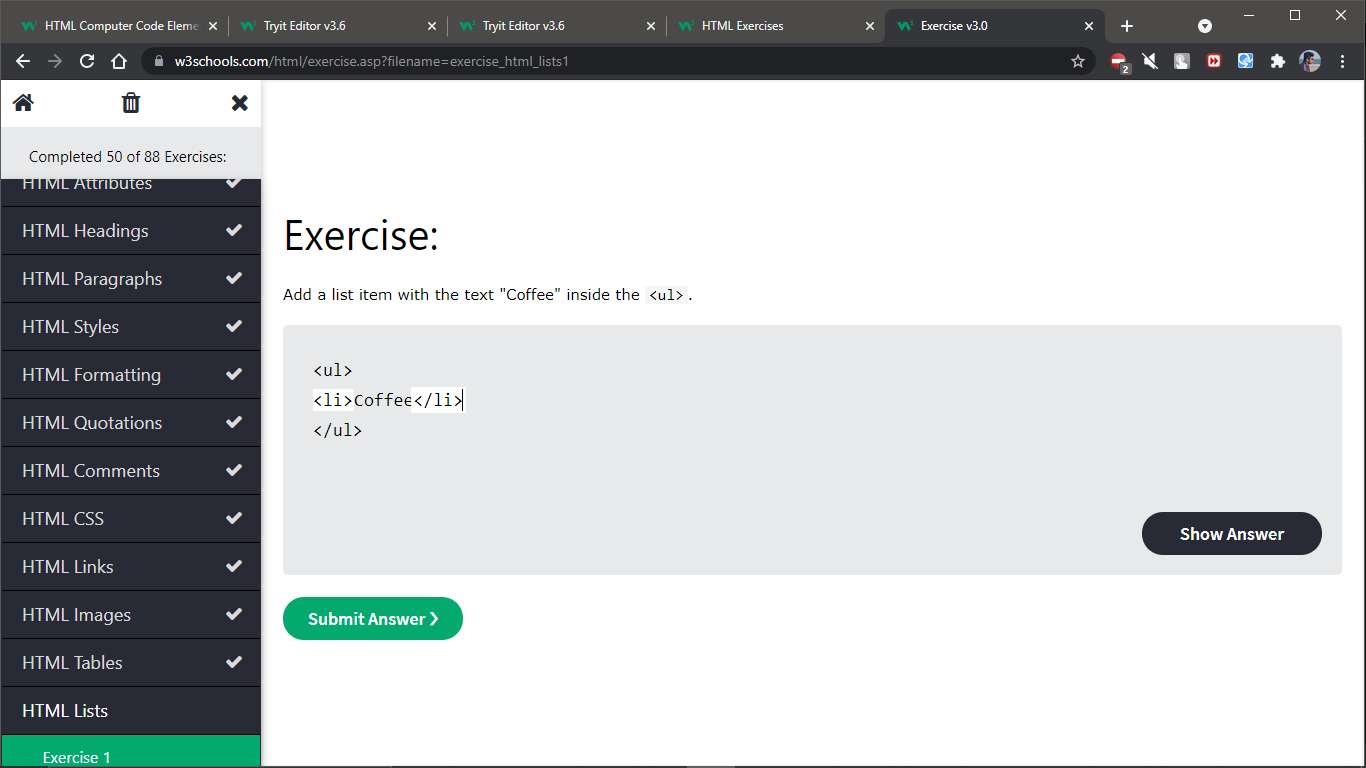 HTML Computer Code Eleme
Tryit Editor v3.6
Tryit Editor v3.6
HTML Exercises
Exercise v3.0
w3schools.com/html/exercise.asp?filename=exercise_html_lists1
2
Completed 50 of 88 Exercises:
HTML Attributes
HTML Headings
HTML Paragraphs
HTML Styles
HTML Formatting
HTML Quotations
HTML Comments
HTML CSS
HTML Links
HTML Images
HTML Tables
HTML Lists
Exercise 1
Exercise:
Add a list item with the text "Coffee" inside the <ul>.
<ul>
<li>Coffee</li>
</ul>
Show Answer
Submit Answer ❯